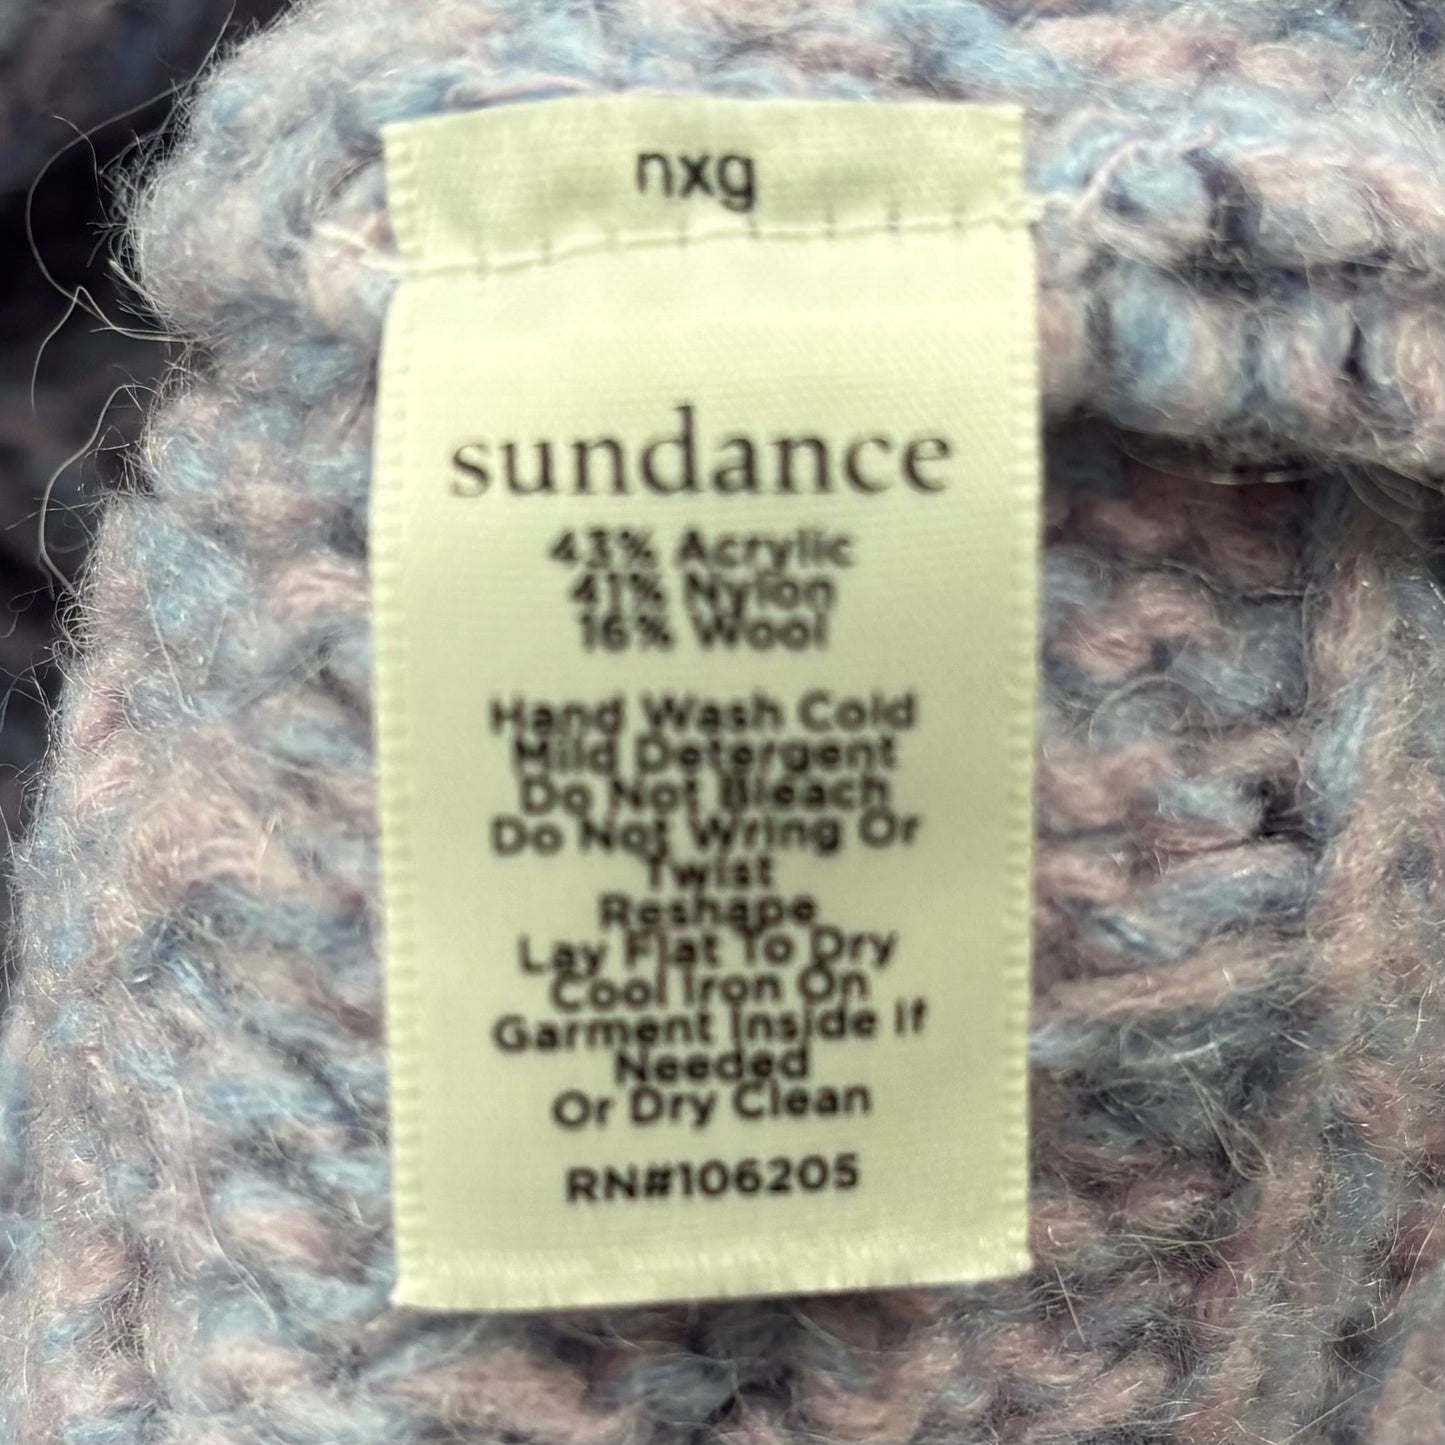 nxg
sundance
43% Acrylic
41% Nylon
16% Wool
Hand Wash Cold
Mild Detergent
Do Not Bleach
Do Not Wring Or
Twist
Reshape
Lay Flat To Dry
Cool Iron On
Garment Inside If
Needed
Or Dry Clean
RN#106205